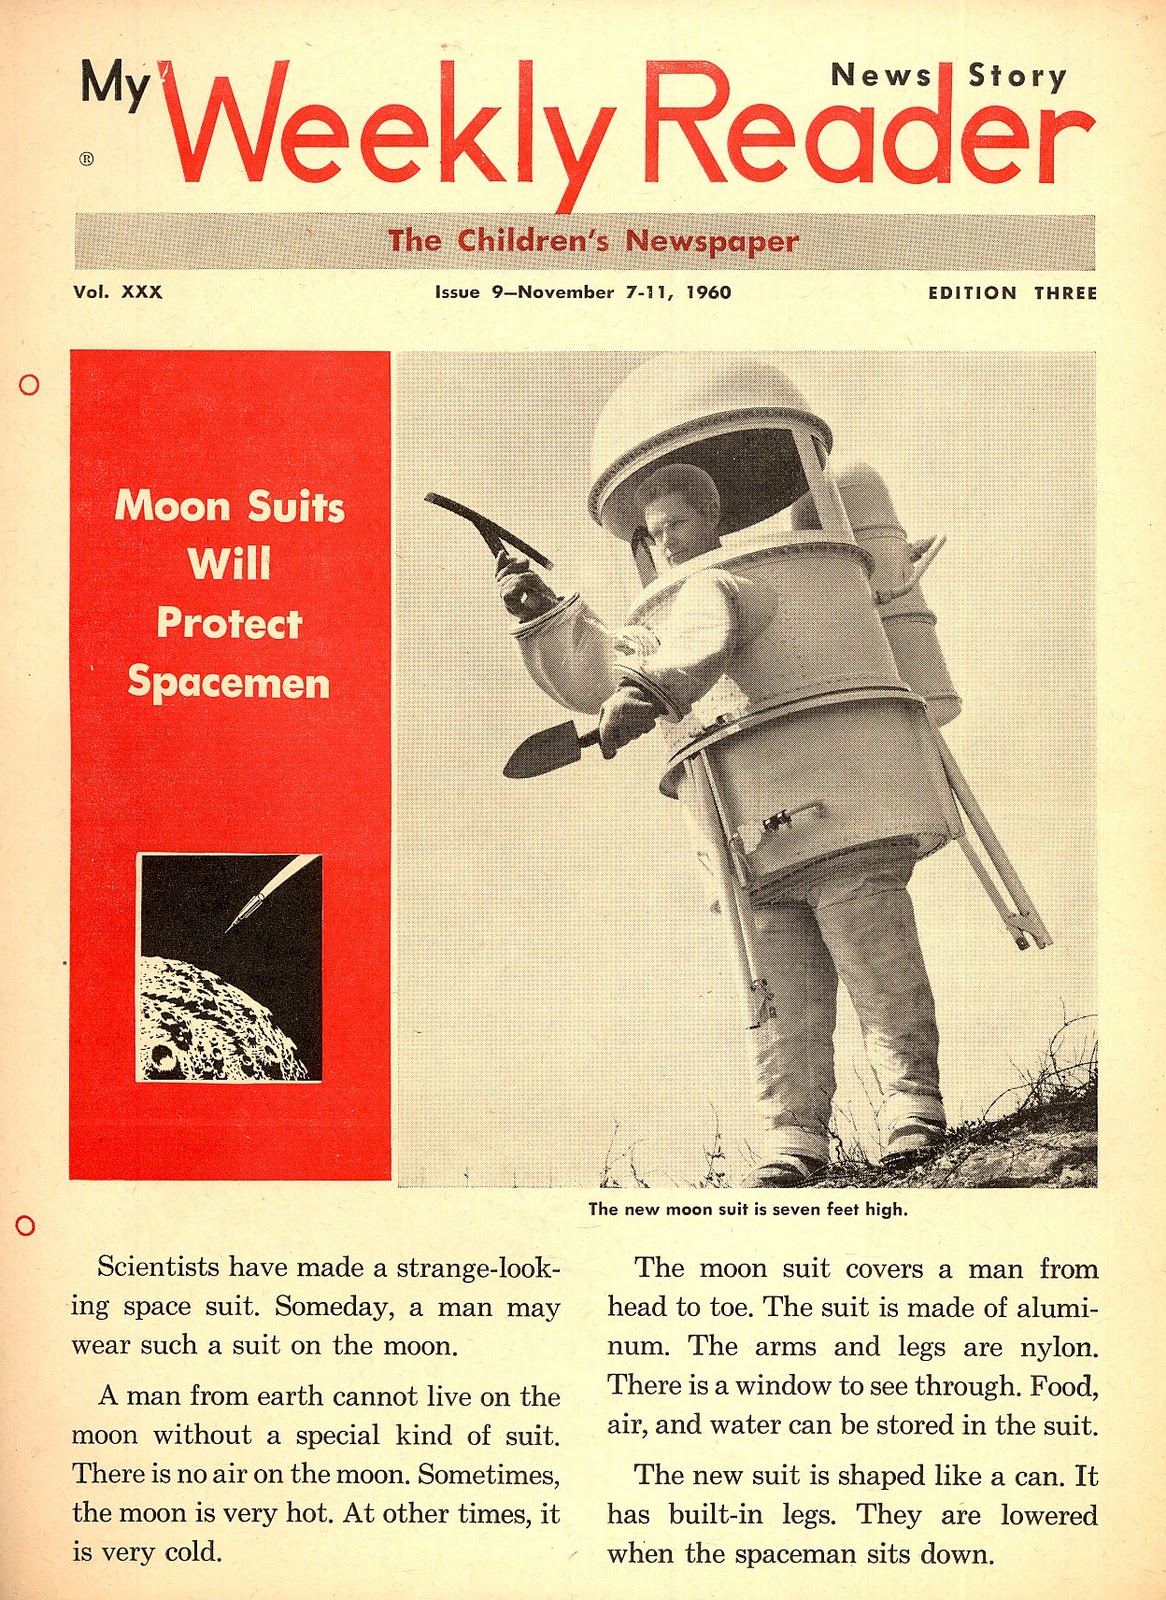 My Weekly Reader
News Story
®
The Children's Newspaper
Vol. XXX
Issue 9—November 7-11, 1960
EDITION THREE
Moon Suits
Will
Protect
Spacemen
The new moon suit is seven feet high.
Scientists have made a strange-look-
ing space suit. Someday, a man may
wear such a suit on the moon.
A man from earth cannot live on the
moon without a special kind of suit.
There is no air on the moon. Sometimes,
the moon is very hot. At other times, it
is very cold.
The moon suit covers a man from
head to toe. The suit is made of alumi-
num. The arms and legs are nylon.
There is a window to see through. Food,
air, and water can be stored in the suit.
The new suit is shaped like a can. It
has built-in legs. They are lowered
when the spaceman sits down.